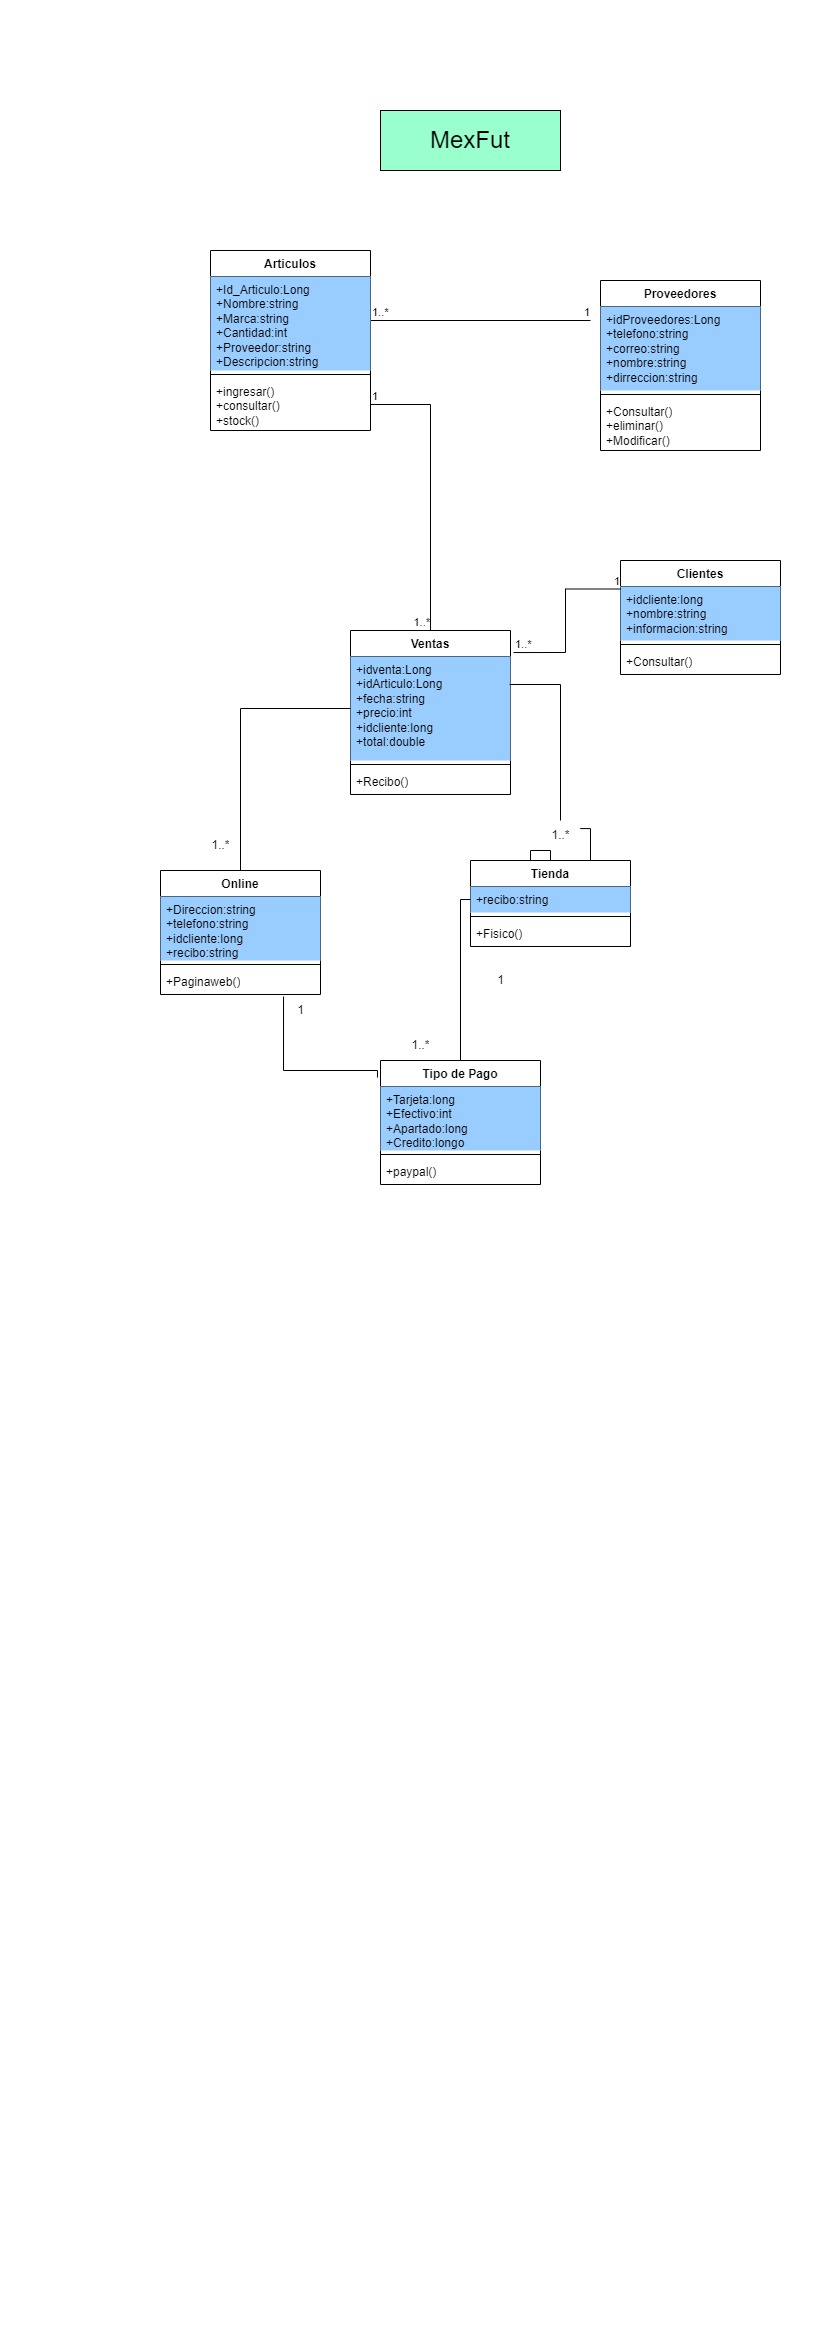 MexFut
Articulos
+Id_Articulo:Long
+Nombre:string
+Marca:string
+Cantidad:int
+Proveedor:string
+Descripcion:string
+ingresar()
+consultar()
+stock()
1..*
1
1
Proveedores
+idProveedores:Long
+telefono:string
+correo:string
+nombre:string
+dirreccion:string
+Consultar()
+eliminar()
+Modificar()
Clientes
+idcliente:long
+nombre:string
+informacion:string
+Consultar()
1
1..*
1..*
Ventas
+idventa:Long
+idArticulo:Long
+fecha:string
+precio:int
+idcliente:long
+total:double
+Recibo()
1..*
1..*
Online
+Direccion:string
+telefono:string
+idcliente:long
+recibo:string
+Paginaweb()
Tienda
+recibo:string
+Fisico()
1
1
1..*
Tipo de Pago
+Tarjeta:long
+Efectivo:int
+Apartado:long
+Credito:longo
+paypal()